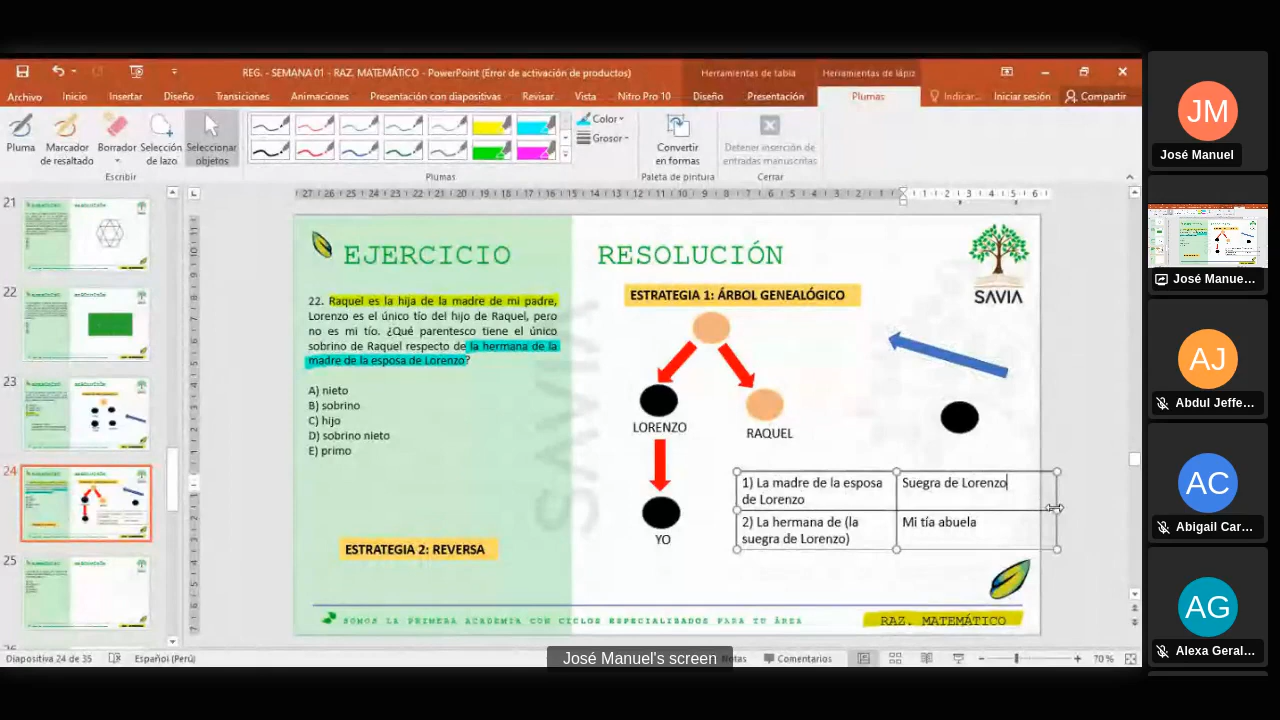 REG. - SEMANA 01 - RAZ. MATEMÁTICO - PowerPoint (Error de activación de productos)
Herramientas de tabla
Herramientas de lápiz
Archivo Inicio Insertar Diseño Transiciones Animaciones Presentación con diapositivas Revisar Vista Nitro Pro 10 Diseño Presentación Plumas Indicar... Iniciar sesión Compartir
Pluma
Marcador de resaltado
Borrador
Selección de lazo
Seleccionar objetos
Color
Grosor
Convertir en formas
Detener inserción de entradas manuscritas
Escribir
Plumas
Paleta de pintura
Cerrar
21
22
23
24
25
EJERCICIO
RESOLUCIÓN
SAVIA
22. Raquel es la hija de la madre de mi padre,
Lorenzo es el único tío del hijo de Raquel, pero
no es mi tío. ¿Qué parentesco tiene el único
sobrino de Raquel respecto de la hermana de la
madre de la esposa de Lorenzo?
A) nieto
B) sobrino
C) hijo
D) sobrino nieto
E) primo
ESTRATEGIA 2: REVERSA
ESTRATEGIA 1: ÁRBOL GENEALÓGICO
LORENZO
RAQUEL
YO
1) La madre de la esposa
de Lorenzo
Suegra de Lorenzo
2) La hermana de (la
suegra de Lorenzo)
Mi tía abuela
SOMOS LA PRIMERA ACADEMIA CON CICLOS ESPECIALIZADOS PARA TU ÁREA
RAZ. MATEMÁTICO
Diapositiva 24 de 35
Español (Perú)
Notas
Comentarios
70 %
José Manuel's screen
JM
José Manuel
José Manue...
AJ
Abdul Jeffe...
AC
Abigail Car...
AG
Alexa Geral...